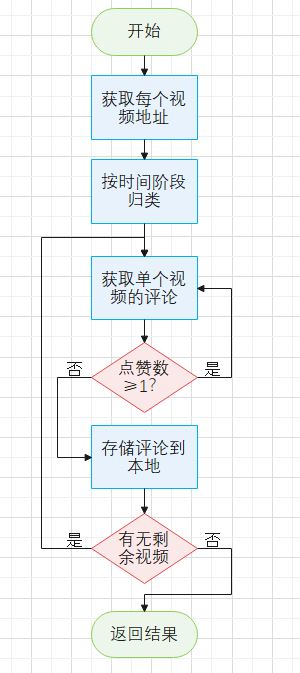 开始
获取每个视
频地址
按时间阶段
归类
获取单个视
频的评论
否
点赞数
≥1?
是
存储评论到
本地
是
有无剩
余视频
否
返回结果